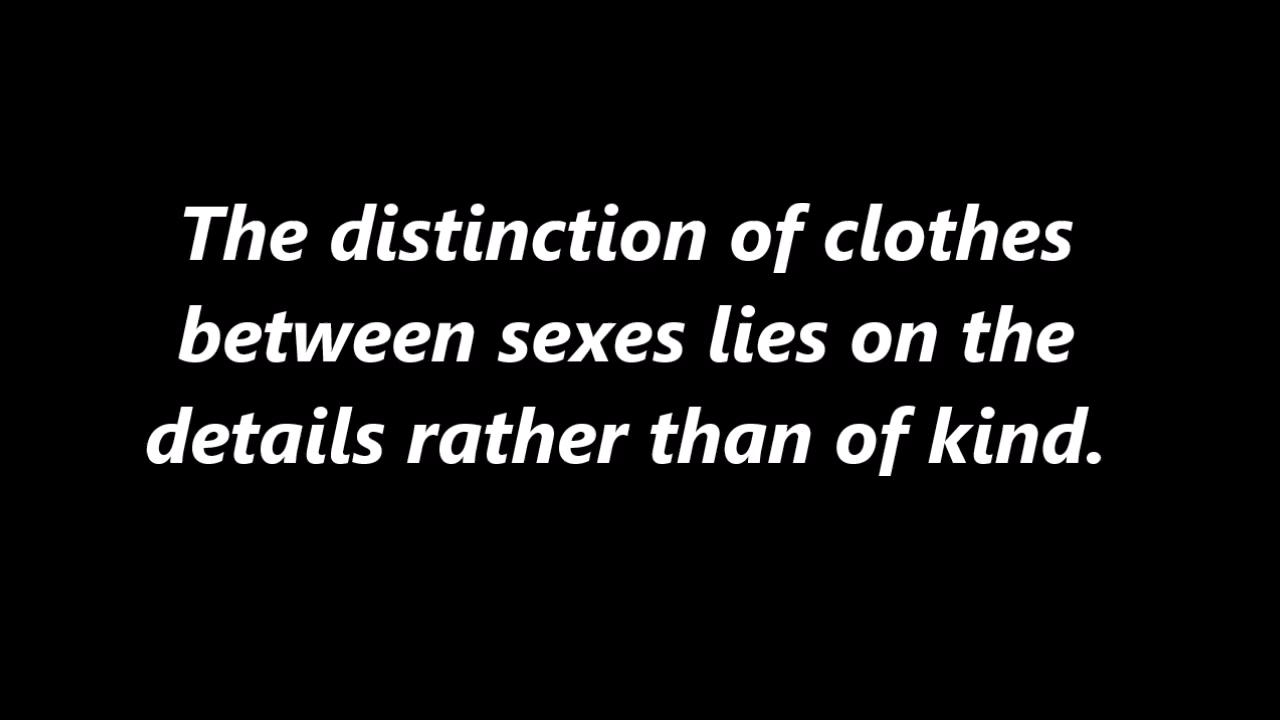 The distinction of clothes
between sexes lies on the
details rather than of kind.